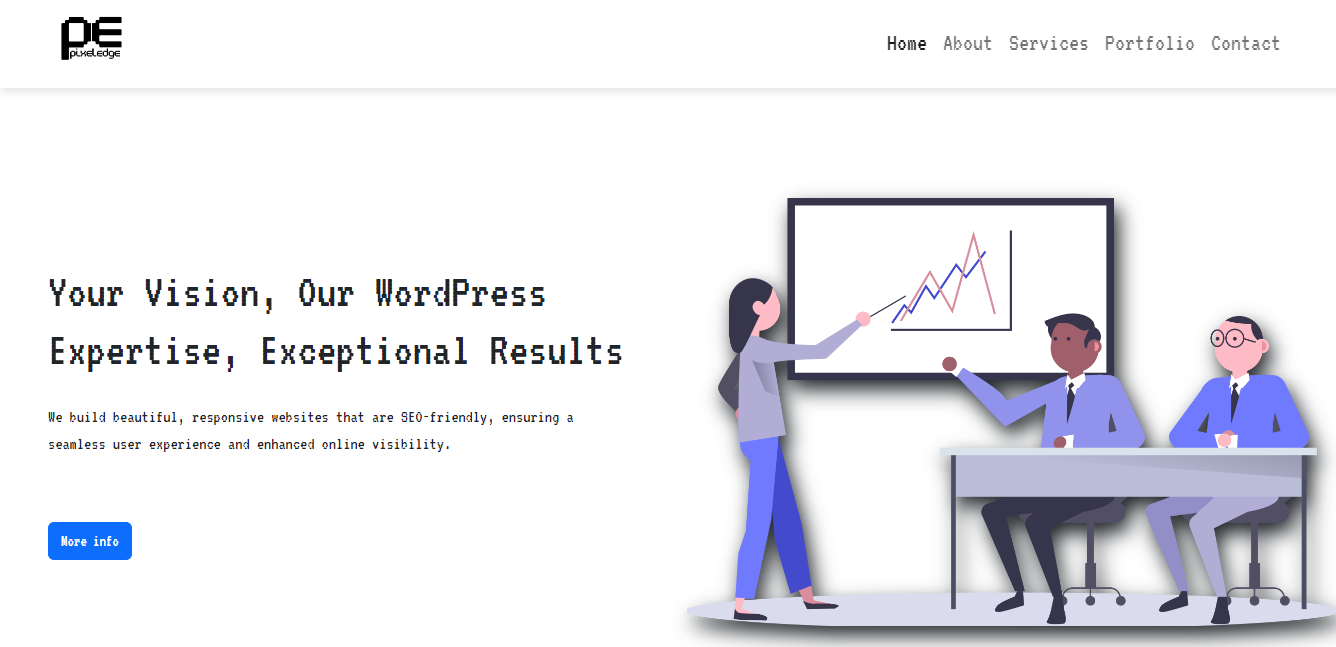 PE
pixeledge
Home About Services Portfolio Contact
Your Vision, Our WordPress
Expertise, Exceptional Results
We build beautiful, responsive websites that are SEO-friendly, ensuring a
seamless user experience and enhanced online visibility.
More info